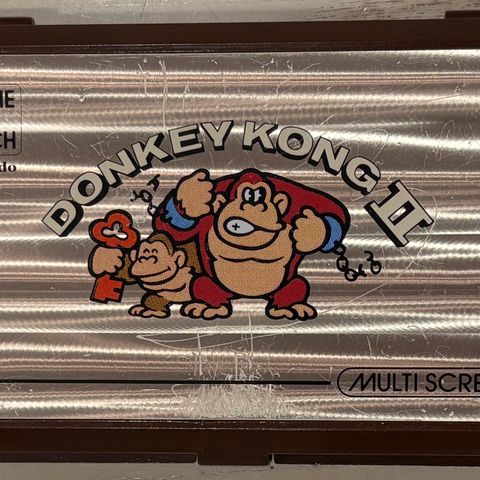 DONKEY KONG II
MULTI SCRE